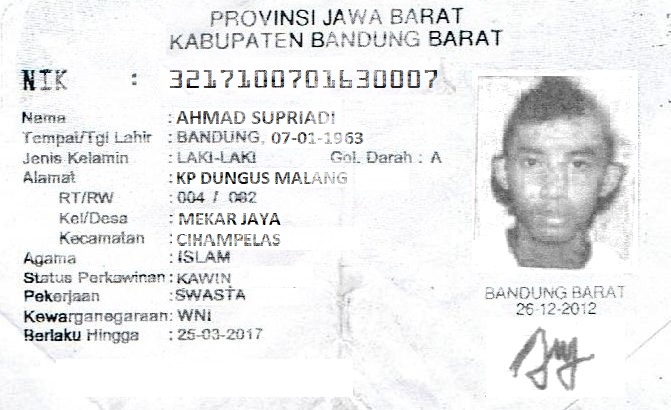 PROVINSI JAWA BARAT
KABUPATEN BANDUNG BARAT
NIK : 3217100701630007
Nama : AHMAD SUPRIADI
Tempat/Tgl Lahir : BANDUNG, 07-01-1963
Jenis Kelamin : LAKI-LAKI Gol. Darah : A
Alamat : KP DUNGUS MALANG
RT/RW : 004 / 002
Kel/Desa : MEKAR JAYA
Kecamatan : CIHAMPELAS
Agama : ISLAM
Status Perkawinan : KAWIN
Pekerjaan : SWASTA
Kewarganegaraan : WNI
Berlaku Hingga : 25-03-2017
BANDUNG BARAT
26-12-2012